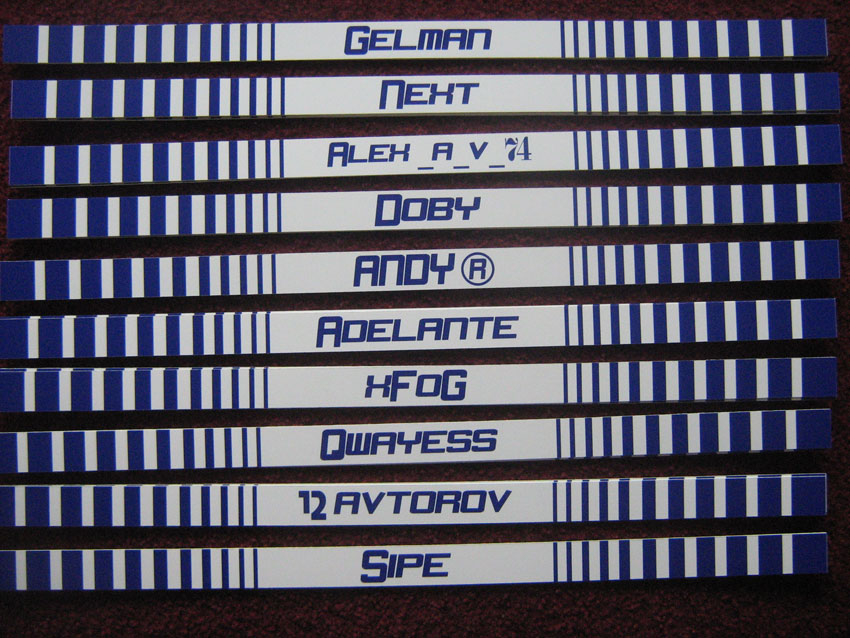 GELMAN
NEXT
ALEX_A_V_74
DOBY
ANDY®
ADELANTE
xFoG
QWAYESS
12 AVTOROV
SIPE